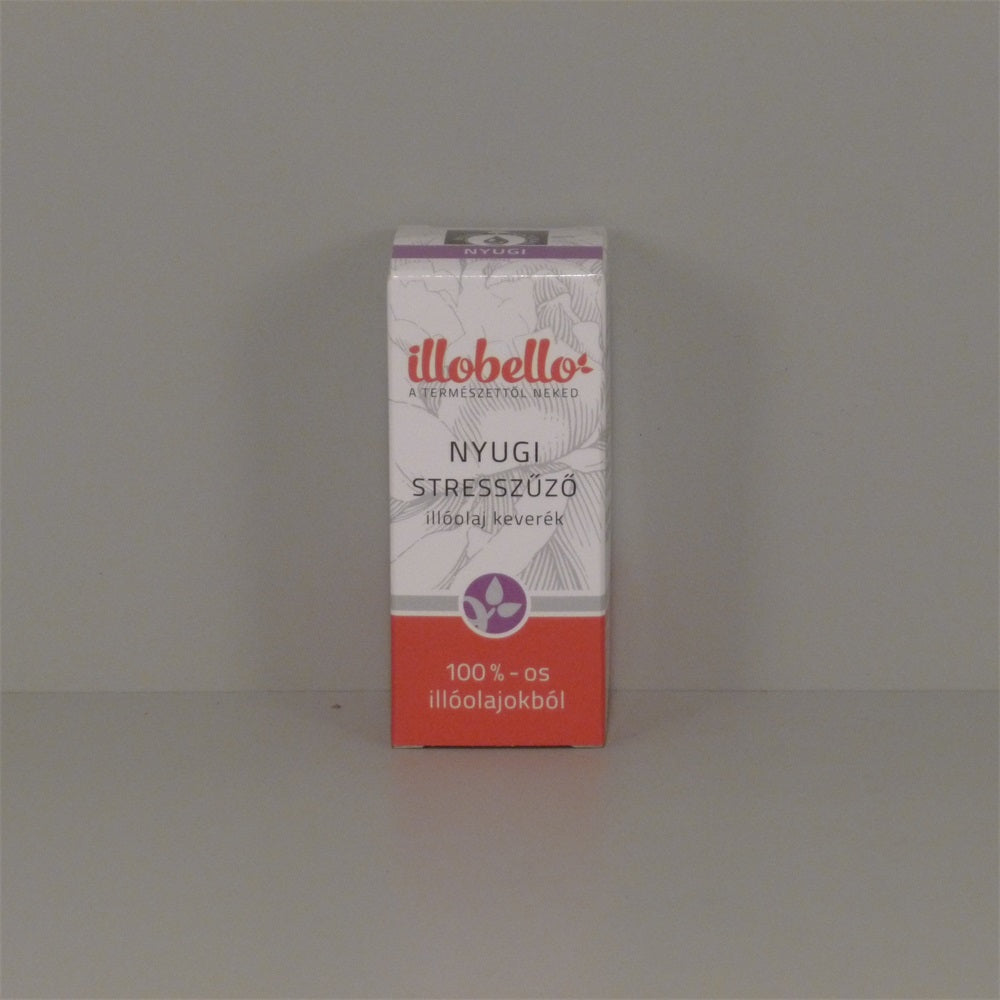 NYUGI
illobello
A TERMÉSZETTŐL NEKED
NYUGI
STRESSZŰZŐ
illóolaj keverék
100 % - os
illóolajokból